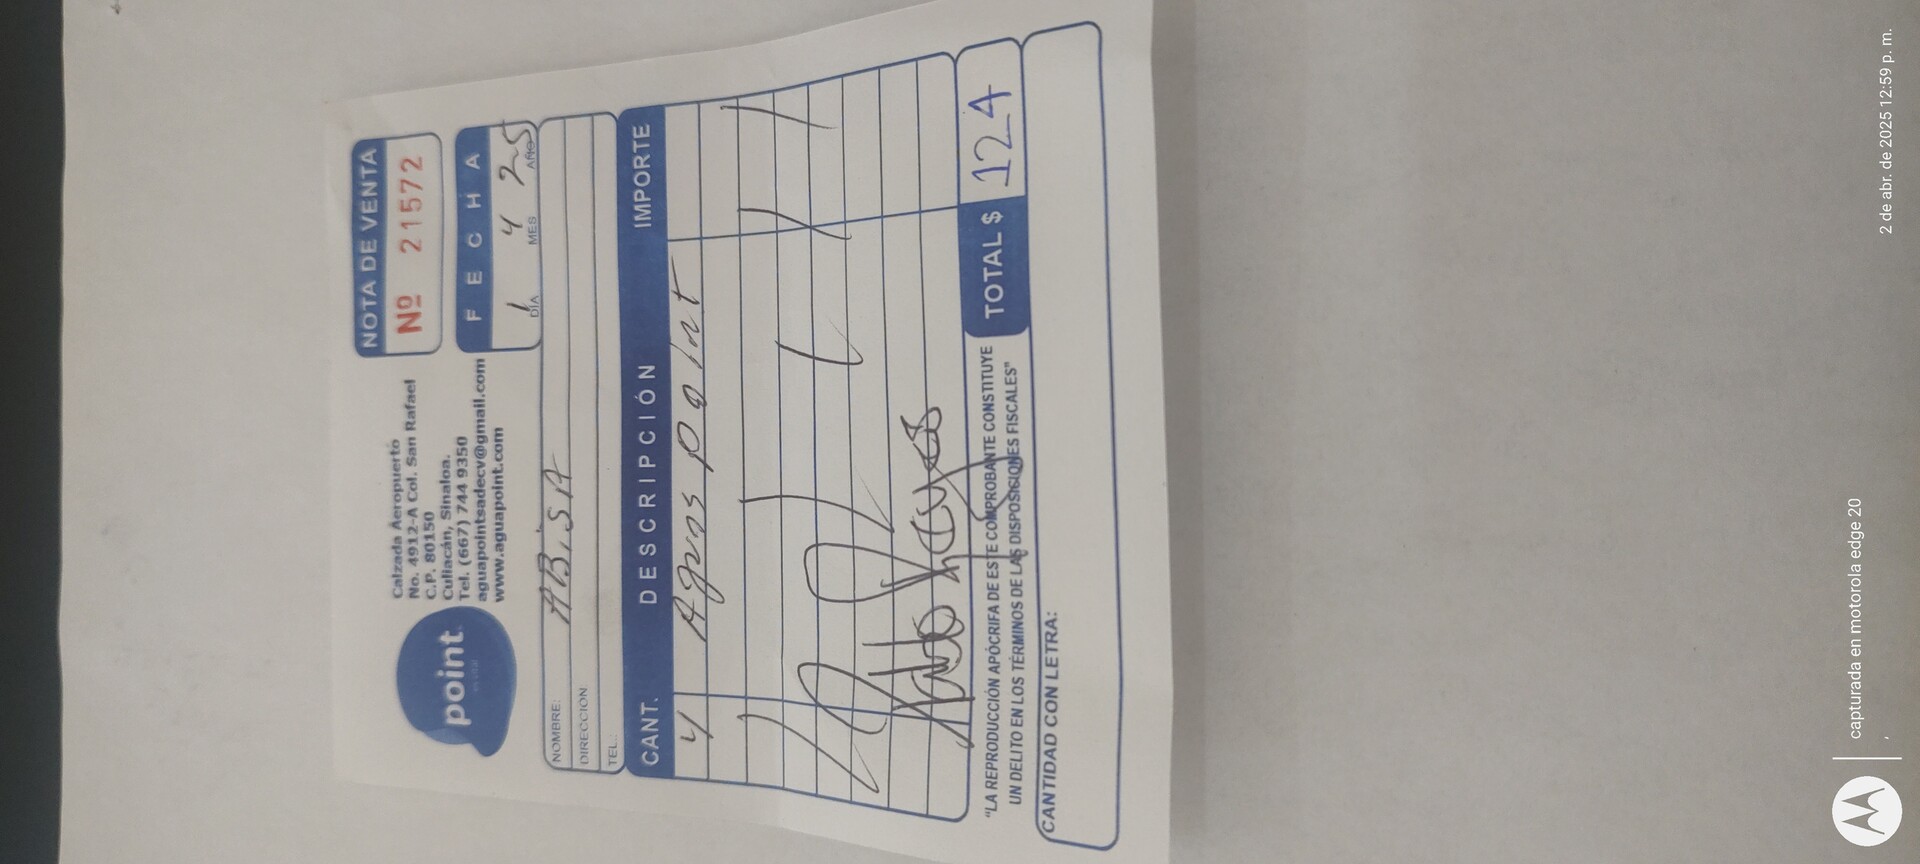 point
Calzada Aeropuerto
No. 4912-A Col. San Rafael
C.P. 80150
Culiacán, Sinaloa.
Tel. (667) 744 9350
aguapointsadecv@gmail.com
www.aguapoint.com
NOTA DE VENTA
Nº 21572
FECHA
1 4 25
DÍA MES AÑO
NOMBRE: ABiSA
DIRECCION
TEL.
CANT. DESCRIPCIÓN IMPORTE
4 Aguas point
"LA REPRODUCCIÓN APÓCRIFA DE ESTE COMPROBANTE CONSTITUYE
UN DELITO EN LOS TÉRMINOS DE LAS DISPOSICIONES FISCALES"
TOTAL $ 124
CANTIDAD CON LETRA:
capturada en motorola edge 20
,
2 de abr. de 2025 12:59 p. m.